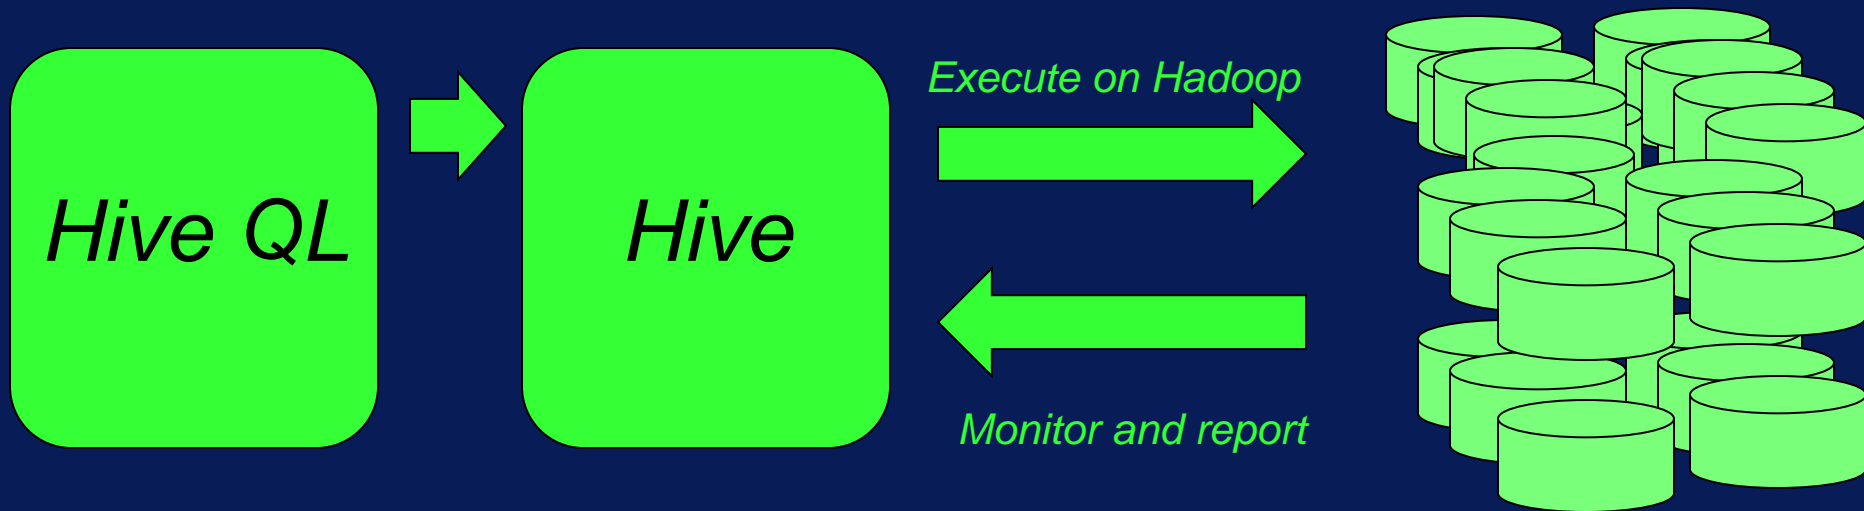 Hive QL
Hive
Execute on Hadoop
Monitor and report